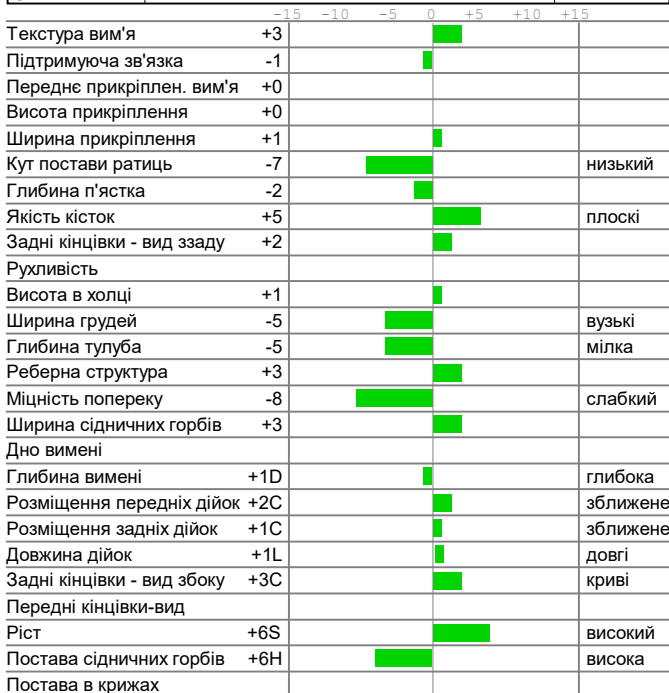 -15 -10 -5 0 +5 +10 +15
Текстура вим'я +3
Підтримуюча зв'язка -1
Переднє прикріплен. вим'я +0
Висота прикріплення +0
Ширина прикріплення +1
Кут постави ратиць -7 низький
Глибина п'ястка -2
Якість кісток +5 плоскі
Задні кінцівки - вид ззаду +2
Рухливість
Висота в холці +1
Ширина грудей -5 вузькі
Глибина тулуба -5 мілка
Реберна структура +3
Міцність попереку -8 слабкий
Ширина сідничних горбів +3
Дно вимені
Глибина вимені +1D глибока
Розміщення передніх дійок +2C зближене
Розміщення задніх дійок +1C зближене
Довжина дійок +1L довгі
Задні кінцівки - вид збоку +3C криві
Передні кінцівки-вид
Ріст +6S високий
Постава сідничних горбів +6H висока
Постава в крижах